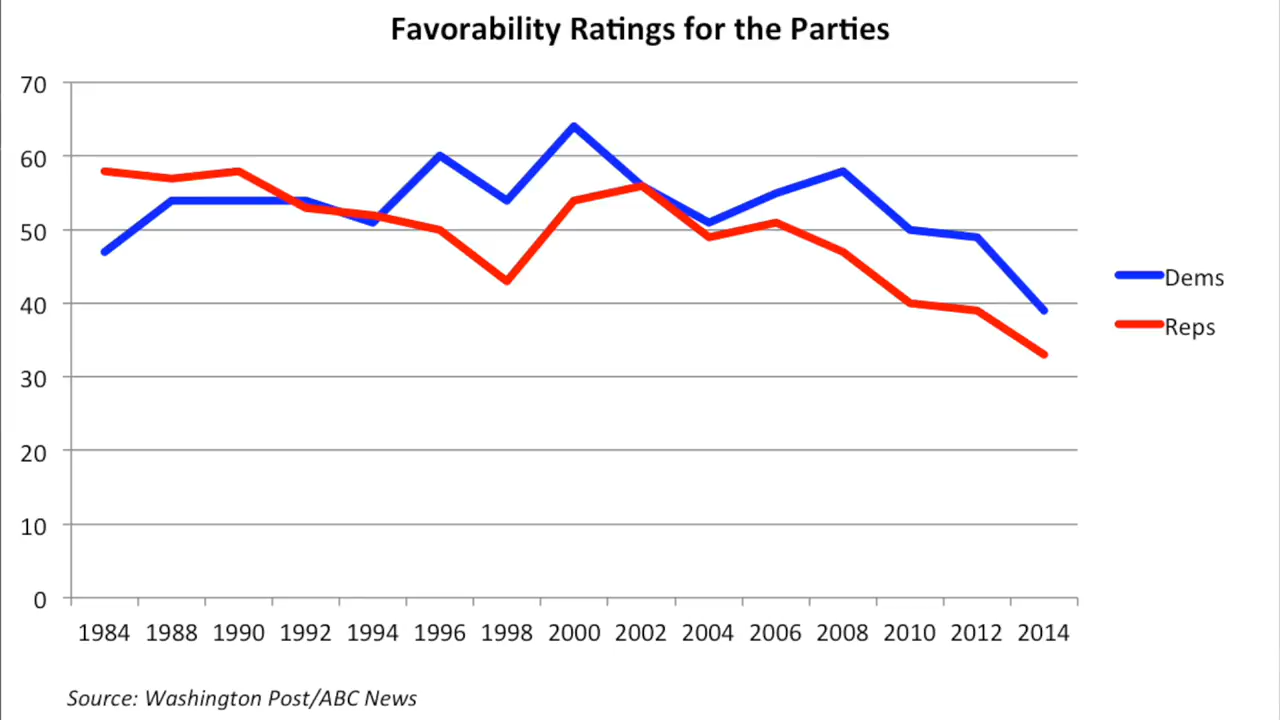 Favorability Ratings for the Parties
70
60
50
40
30
20
10
0
1984 1988 1990 1992 1994 1996 1998 2000 2002 2004 2006 2008 2010 2012 2014
Dems
Reps
Source: Washington Post/ABC News